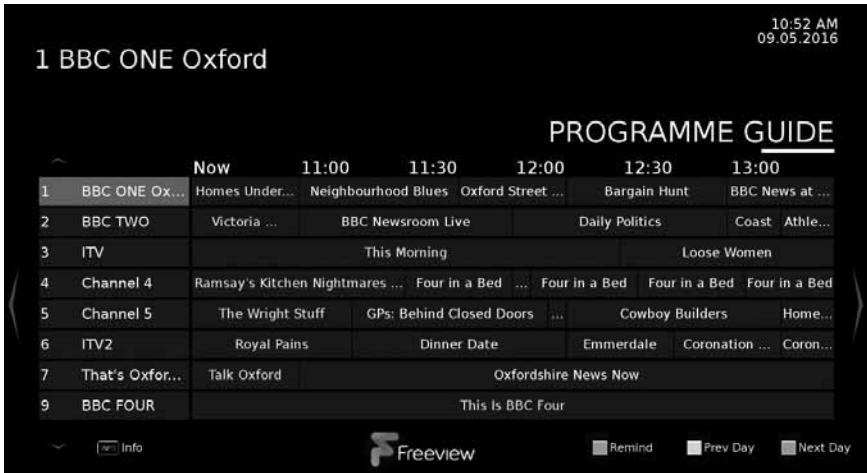 10:52 AM
09.05.2016
1 BBC ONE Oxford
PROGRAMME GUIDE
Now 11:00 11:30 12:00 12:30 13:00
1 BBC ONE Ox... Homes Under... Neighbourhood Blues Oxford Street ... Bargain Hunt BBC News at ...
2 BBC TWO Victoria ... BBC Newsroom Live Daily Politics Coast Athle...
3 ITV This Morning Loose Women
4 Channel 4 Ramsay's Kitchen Nightmares ... Four in a Bed ... Four in a Bed Four in a Bed Four in a Bed
5 Channel 5 The Wright Stuff GPs: Behind Closed Doors ... Cowboy Builders Home...
6 ITV2 Royal Pains Dinner Date Emmerdale Coronation ... Coron...
7 That's Oxfor... Talk Oxford Oxfordshire News Now
9 BBC FOUR This Is BBC Four
Info Freeview Remind Prev Day Next Day